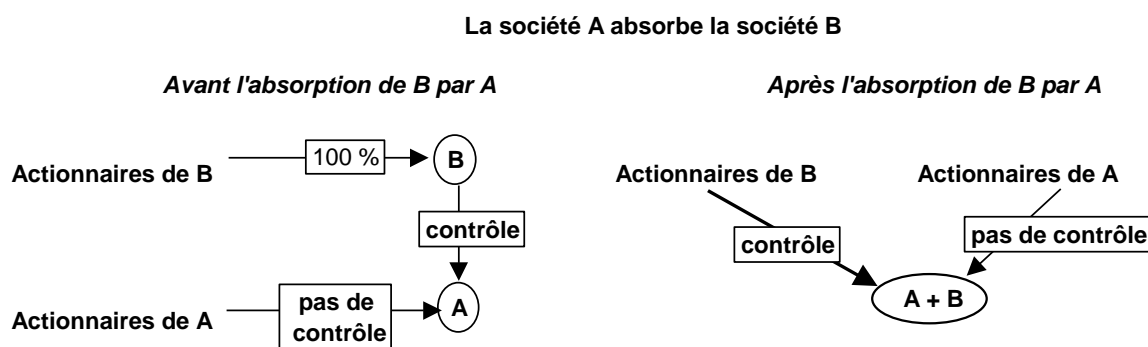 La société A absorbe la société B
Avant l'absorption de B par A
Après l'absorption de B par A
Actionnaires de B
100 %
B
contrôle
Actionnaires de A
pas de
contrôle
A
Actionnaires de B
Actionnaires de A
contrôle
pas de contrôle
A + B